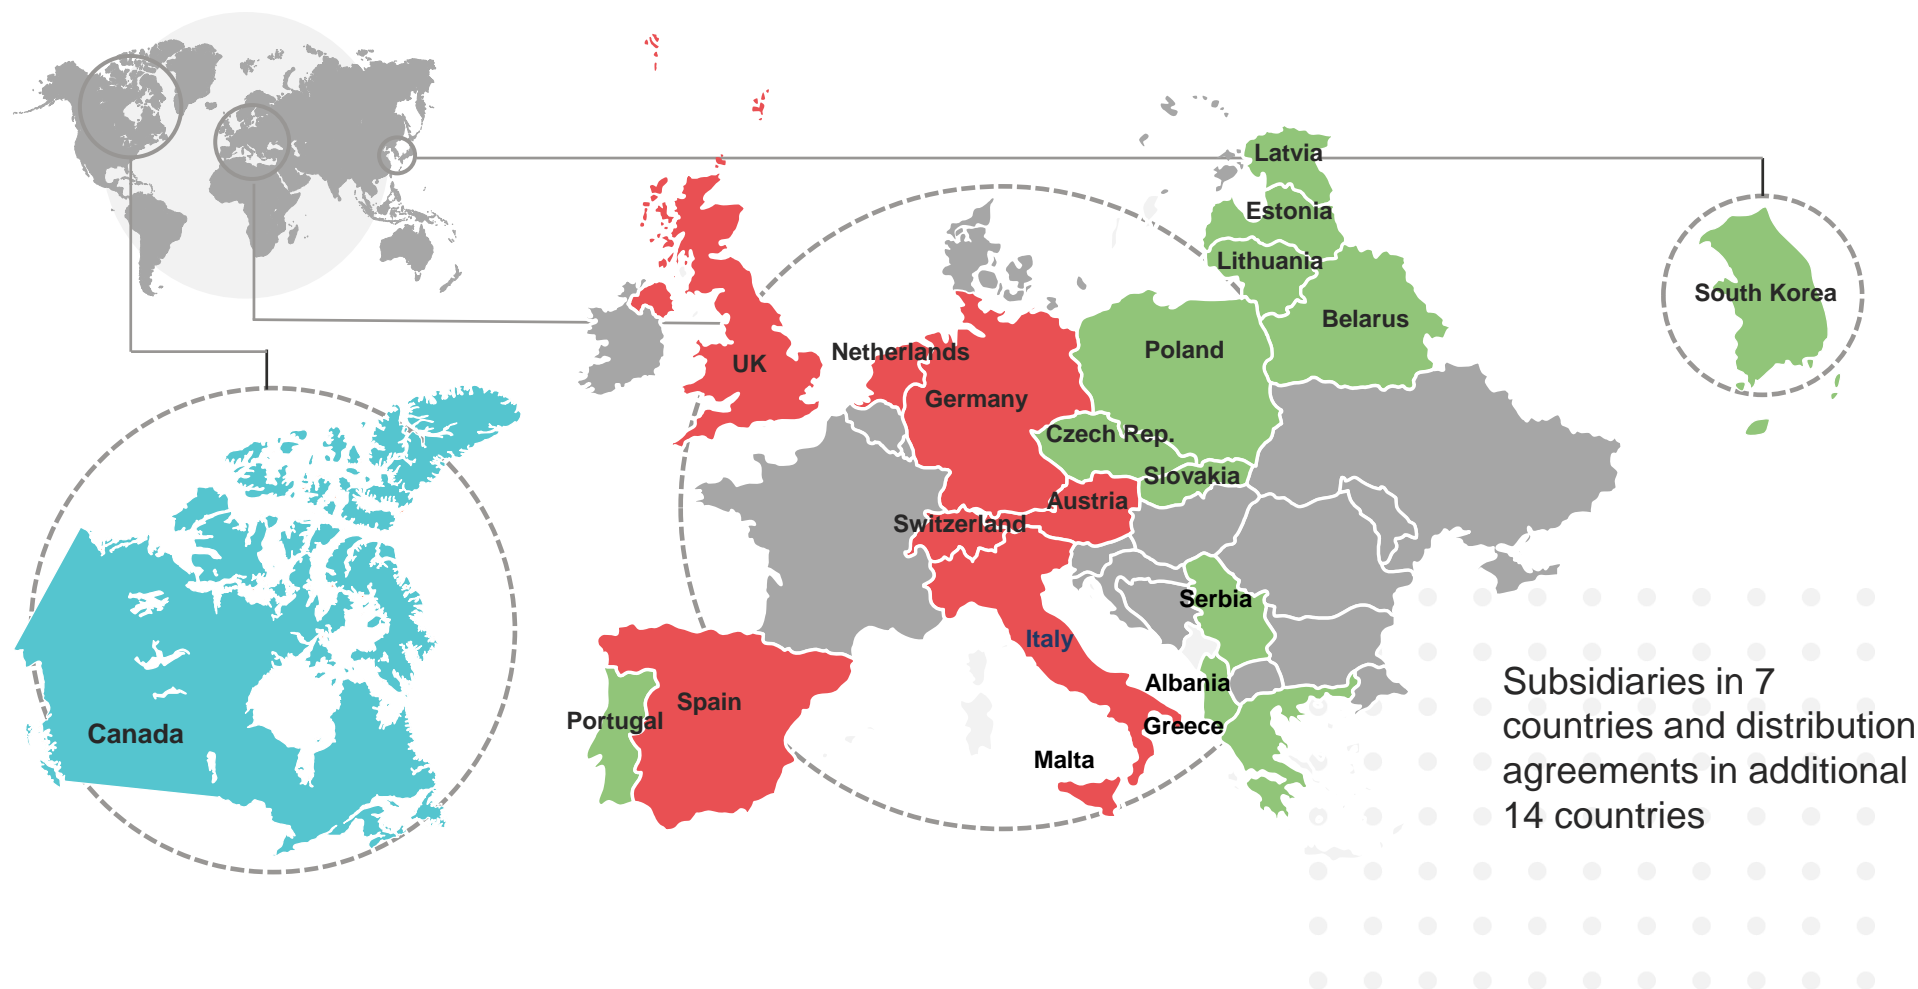 Latvia
Estonia
Lithuania
South Korea
Belarus
Netherlands
Poland
UK
Germany
Czech Rep.
Slovakia
Austria
Switzerland
Serbia
Italy
Albania
Spain
Portugal
Greece
Canada
Malta
Subsidiaries in 7
countries and distribution
agreements in additional
14 countries